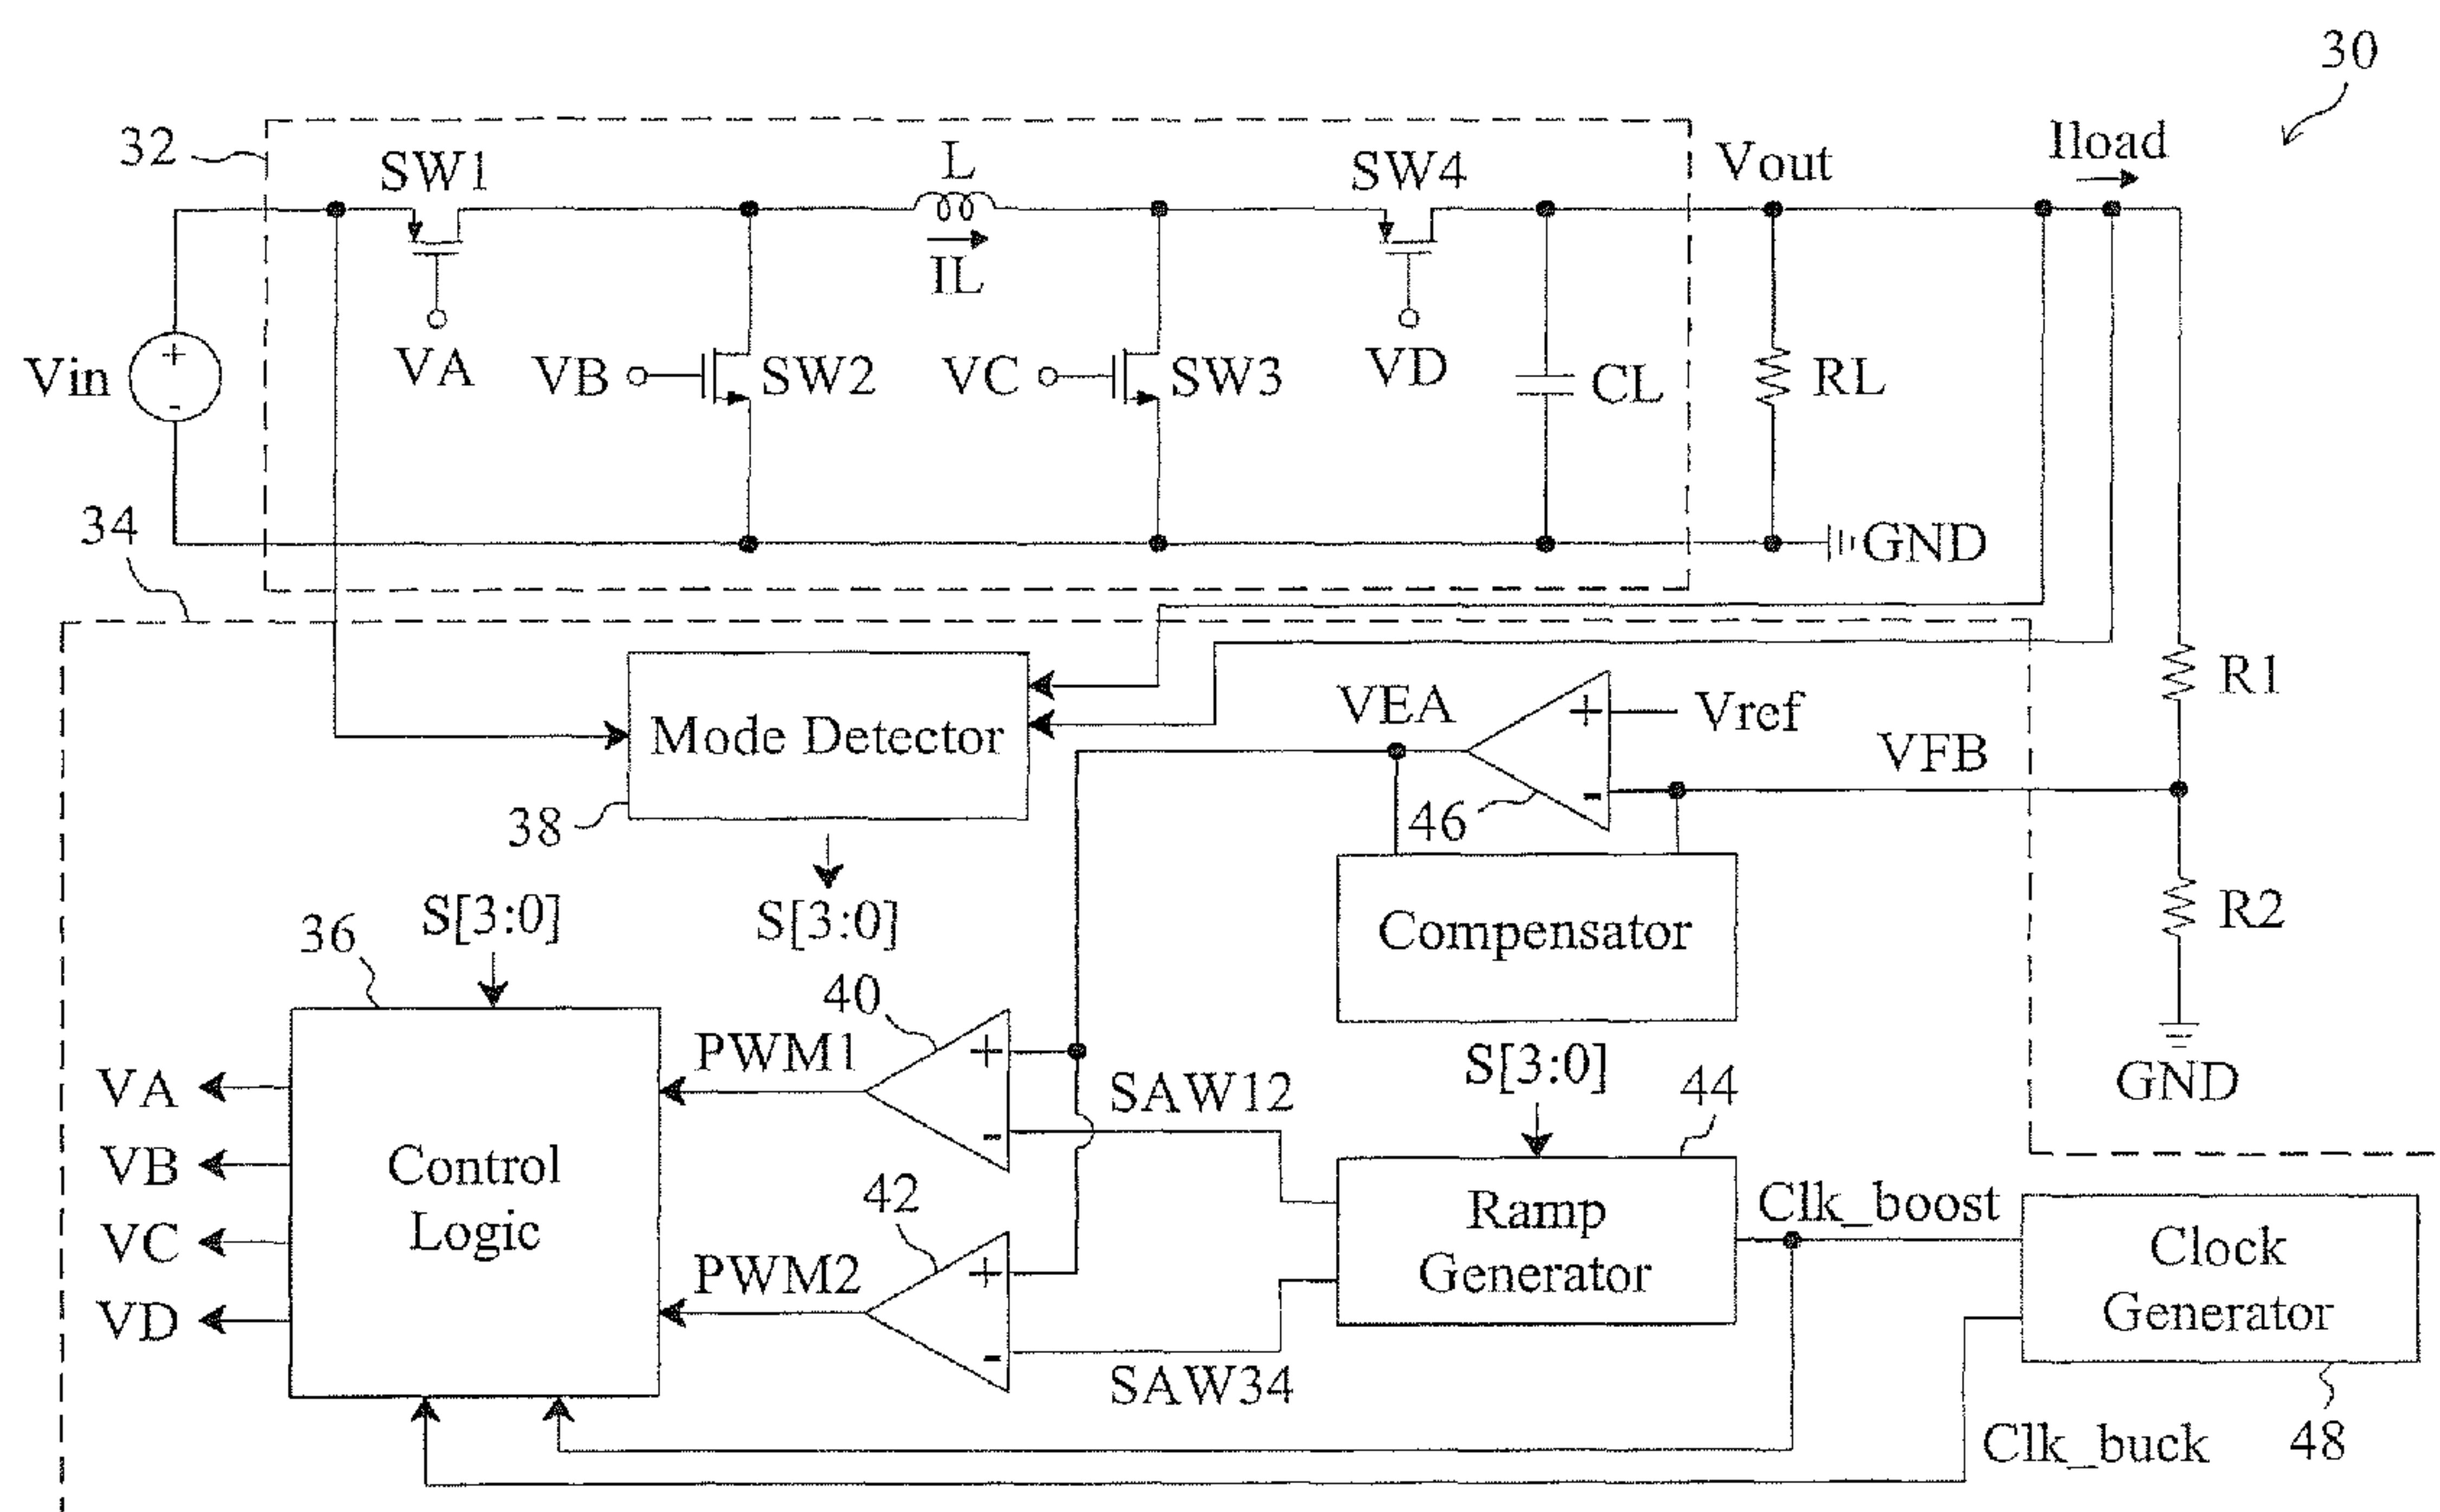 30
32
SW1
L
SW4
Vout
Iload
IL
VA
VB
SW2
VC
SW3
VD
CL
RL
Vin
+
-
GND
34
Mode Detector
38
S[3:0]
VEA
+
-
Vref
46
VFB
R1
R2
GND
Compensator
36
S[3:0]
Control
Logic
VA
VB
VC
VD
PWM1
40
+
-
SAW12
PWM2
42
+
-
SAW34
S[3:0]
44
Ramp
Generator
Clk_boost
Clock
Generator
48
Clk_buck